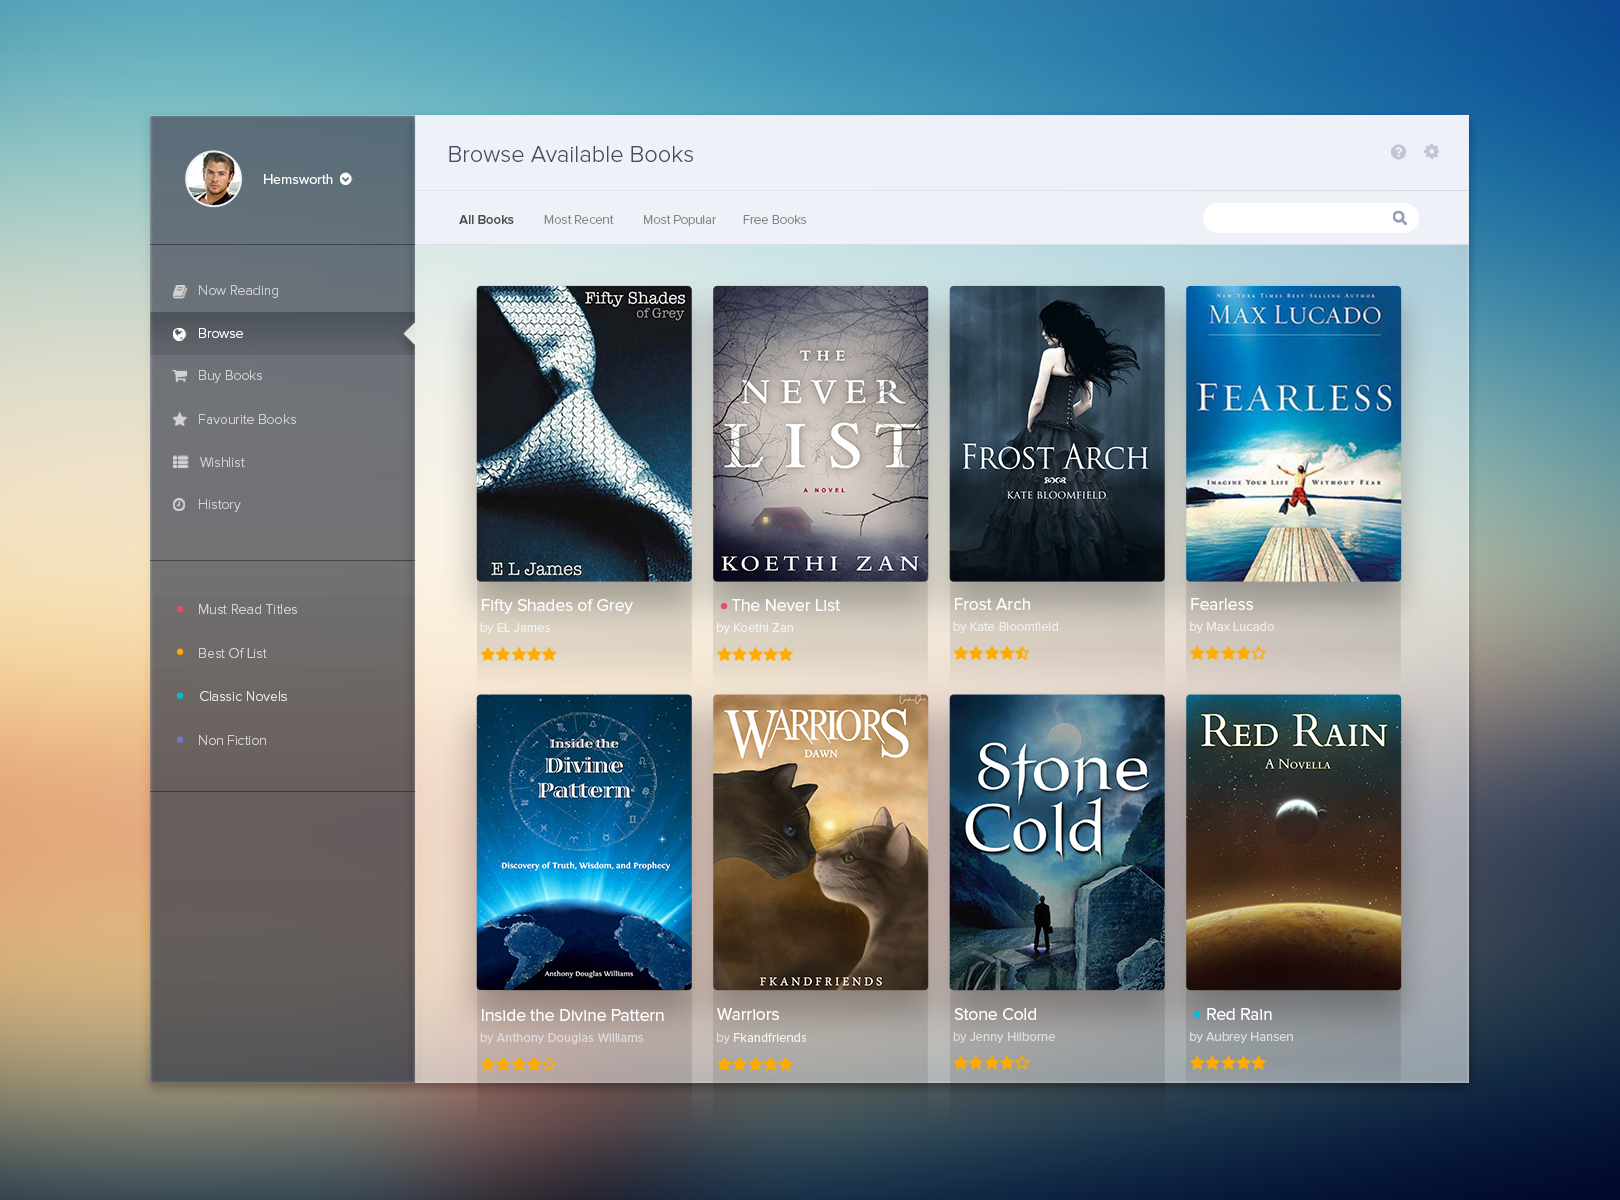 Hemsworth
Now Reading
Browse
Buy Books
Favourite Books
Wishlist
History
Must Read Titles
Best Of List
Classic Novels
Non Fiction
Browse Available Books
All Books
Most Recent
Most Popular
Free Books
Fifty Shades
of Grey
E L James
Fifty Shades of Grey
by EL James
THE
NEVER
LIST
A NOVEL
KOETHI ZAN
The Never List
by Koethi Zan
FROST ARCH
KATE BLOOMFIELD
Frost Arch
by Kate Bloomfield
NEW YORK TIMES BEST-SELLING AUTHOR
MAX LUCADO
FEARLESS
IMAGINE YOUR LIFE WITHOUT FEAR
Fearless
by Max Lucado
Inside the
Divine
Pattern
Discovery of Truth, Wisdom, and Prophecy
Anthony Douglas Williams
Inside the Divine Pattern
by Anthony Douglas Williams
WARRIORS
DAWN
FKANDFRIENDS
Warriors
by Fkandfriends
Stone
Cold
Stone Cold
by Jenny Hilborne
RED RAIN
A NOVELLA
Red Rain
by Aubrey Hansen